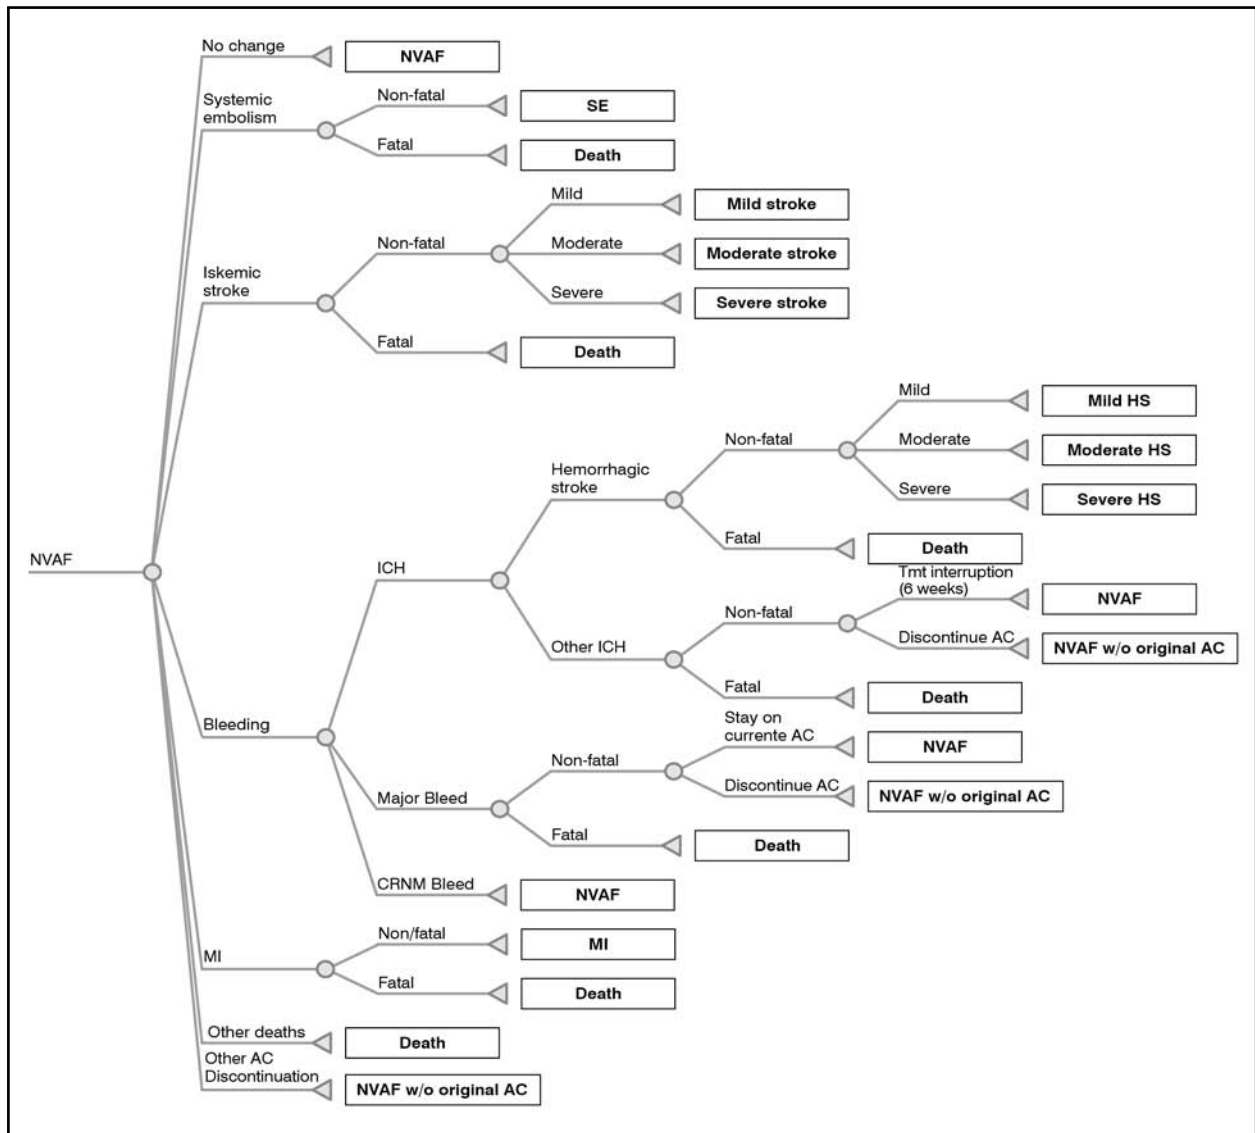 No change
NVAF
Systemic
embolism
Non-fatal
SE
Fatal
Death
Iskemic
stroke
Non-fatal
Mild
Mild stroke
Moderate
Moderate stroke
Severe
Severe stroke
Fatal
Death
NVAF
Bleeding
ICH
Hemorrhagic
stroke
Non-fatal
Mild
Mild HS
Moderate
Moderate HS
Severe
Severe HS
Fatal
Death
Other ICH
Non-fatal
Tmt interruption
(6 weeks)
NVAF
Discontinue AC
NVAF w/o original AC
Fatal
Death
Major Bleed
Non-fatal
Stay on
currente AC
NVAF
Discontinue AC
NVAF w/o original AC
Fatal
Death
CRNM Bleed
NVAF
MI
Non/fatal
MI
Fatal
Death
Other deaths
Death
Other AC
Discontinuation
NVAF w/o original AC